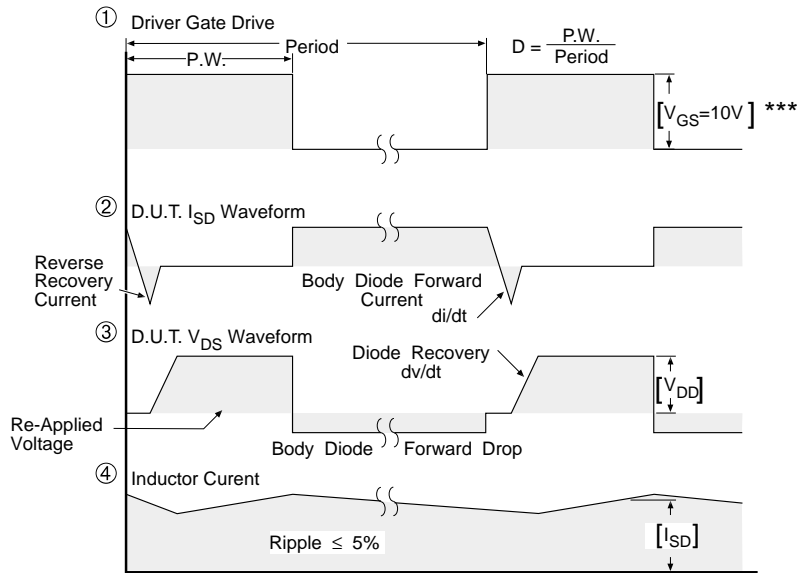 ① Driver Gate Drive
Period
P.W.
D = P.W. / Period
[VGS=10V] ***
② D.U.T. ISD Waveform
Reverse
Recovery
Current
Body Diode Forward
Current
di/dt
③ D.U.T. VDS Waveform
Diode Recovery
dv/dt
[VDD]
Re-Applied
Voltage
Body Diode Forward Drop
④ Inductor Curent
Ripple ≤ 5%
[ISD]